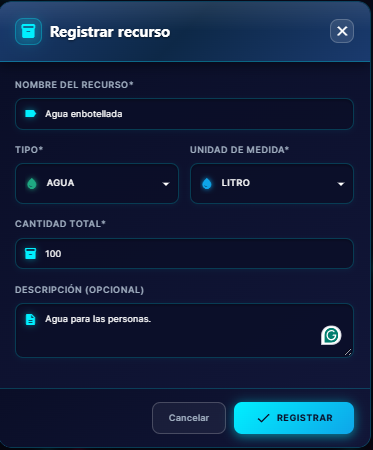 Registrar recurso
NOMBRE DEL RECURSO*
Agua enbotellada
TIPO* UNIDAD DE MEDIDA*
AGUA LITRO
CANTIDAD TOTAL*
100
DESCRIPCIÓN (OPCIONAL)
Agua para las personas.
Cancelar REGISTRAR